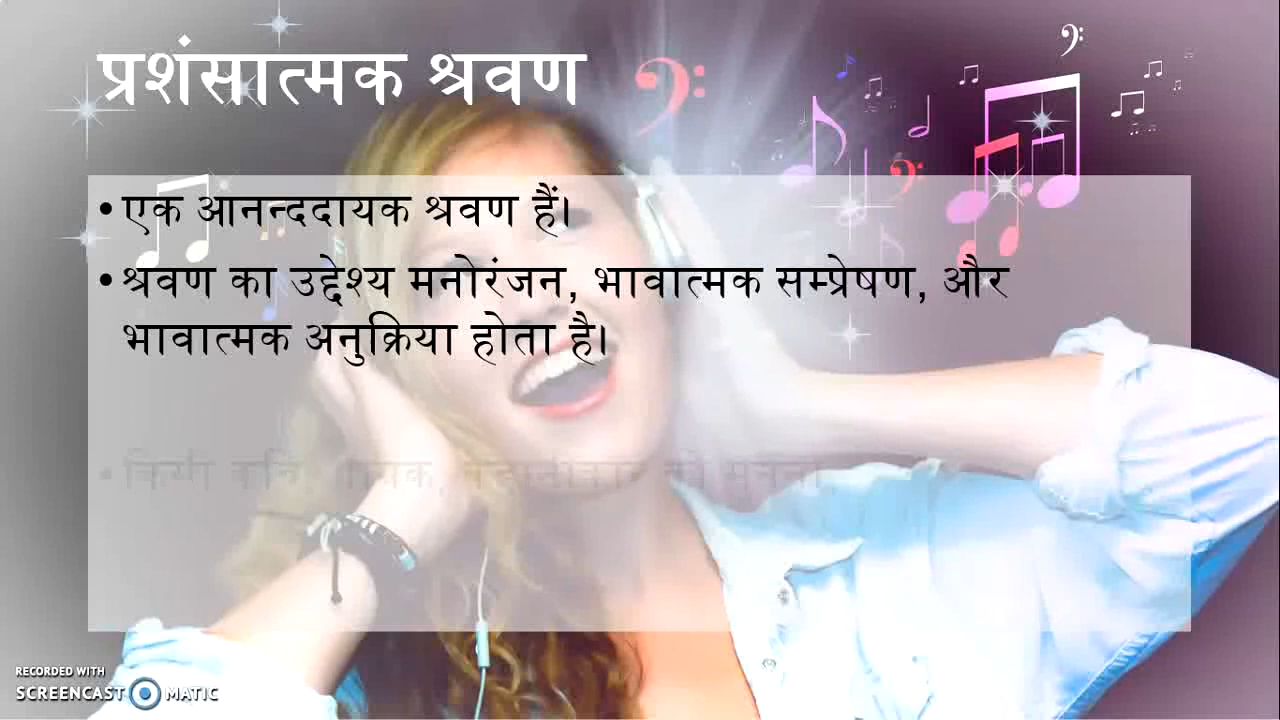 प्रशंसात्मक श्रवण
• एक आनन्ददायक श्रवण हैं।
• श्रवण का उद्देश्य मनोरंजन, भावात्मक सम्प्रेषण, और
भावात्मक अनुक्रिया होता है।
RECORDED WITH
SCREENCAST MATIC